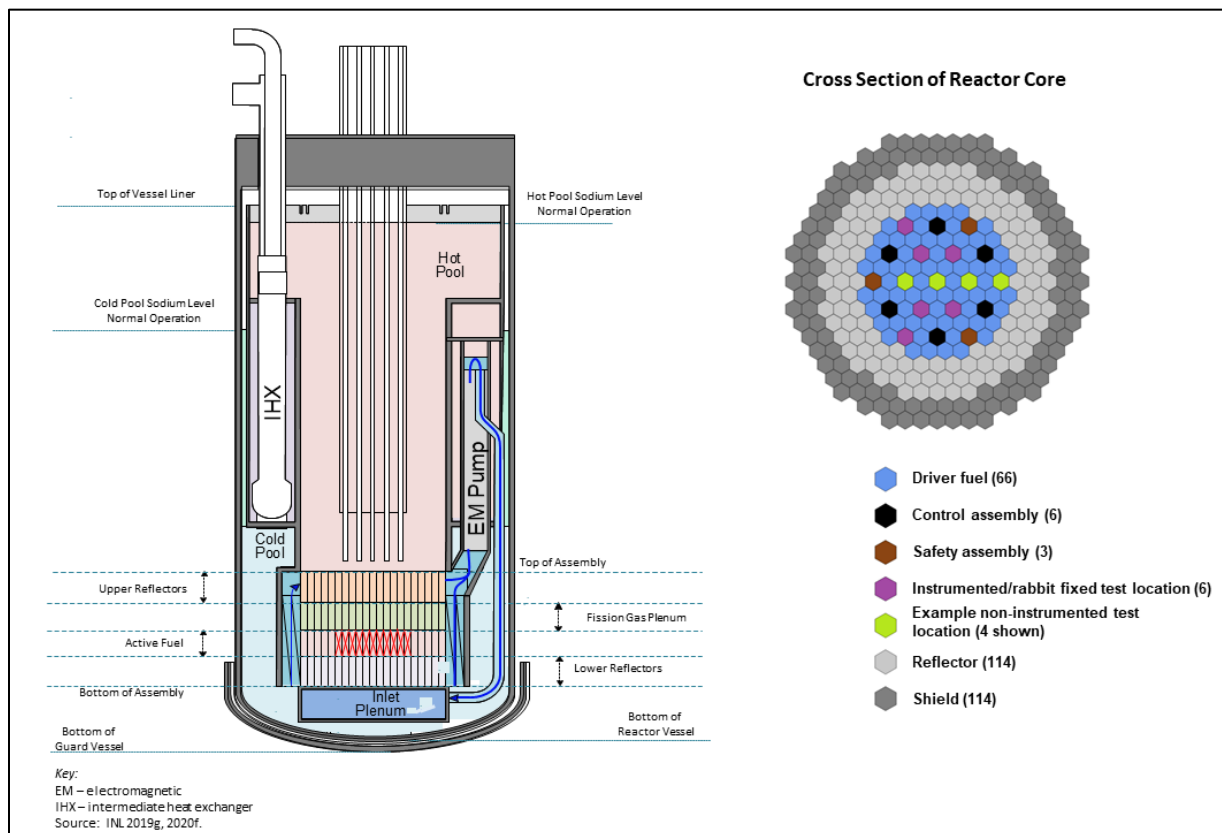 Cross Section of Reactor Core
Top of Vessel Liner
Hot Pool Sodium Level
Normal Operation
Hot
Pool
Cold Pool Sodium Level
Normal Operation
IHX
EM Pump
Cold
Pool
Top of Assembly
Upper Reflectors
Fission Gas Plenum
Active Fuel
Lower Reflectors
Bottom of Assembly
Inlet
Plenum
Bottom of
Guard Vessel
Bottom of
Reactor Vessel
Driver fuel (66)
Control assembly (6)
Safety assembly (3)
Instrumented/rabbit fixed test location (6)
Example non-instrumented test
location (4 shown)
Reflector (114)
Shield (114)
Key:
EM – electromagnetic
IHX – intermediate heat exchanger
Source: INL 2019g, 2020f.